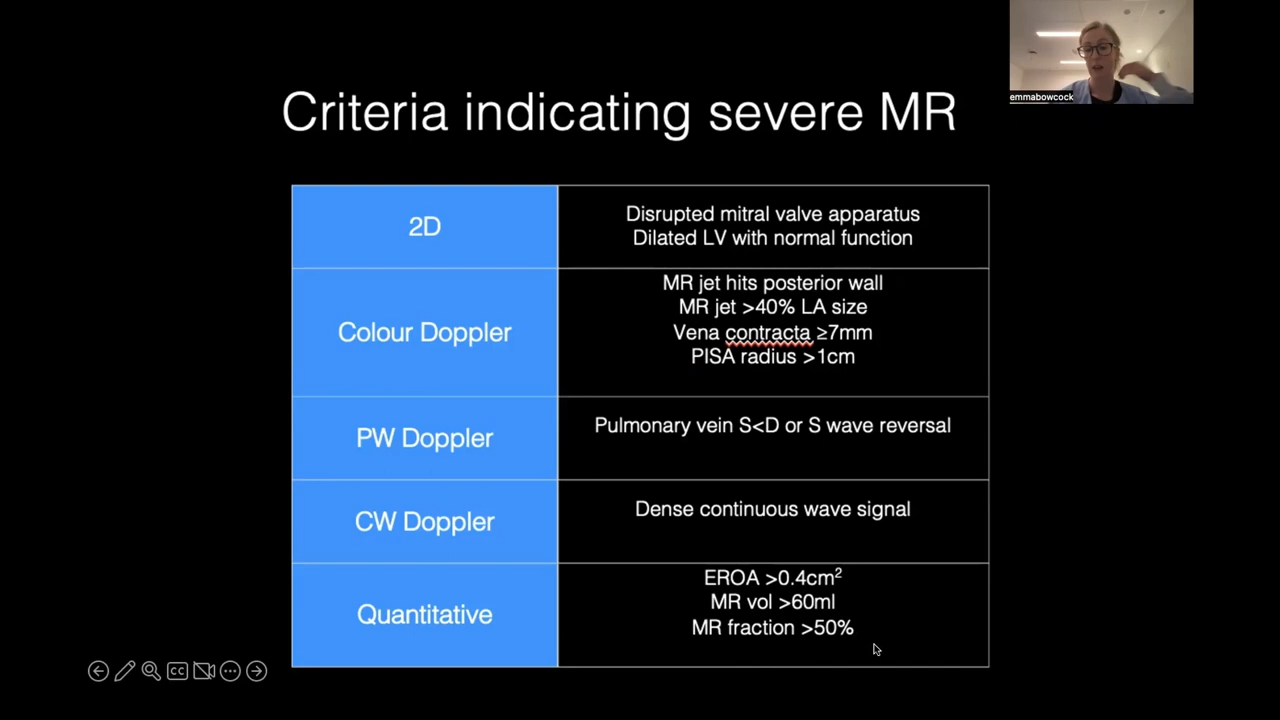 emmabowcock
Criteria indicating severe MR
2D
Disrupted mitral valve apparatus
Dilated LV with normal function
Colour Doppler
MR jet hits posterior wall
MR jet >40% LA size
Vena contracta ≥7mm
PISA radius >1cm
PW Doppler
Pulmonary vein S<D or S wave reversal
CW Doppler
Dense continuous wave signal
Quantitative
EROA >0.4cm²
MR vol >60ml
MR fraction >50%
CC